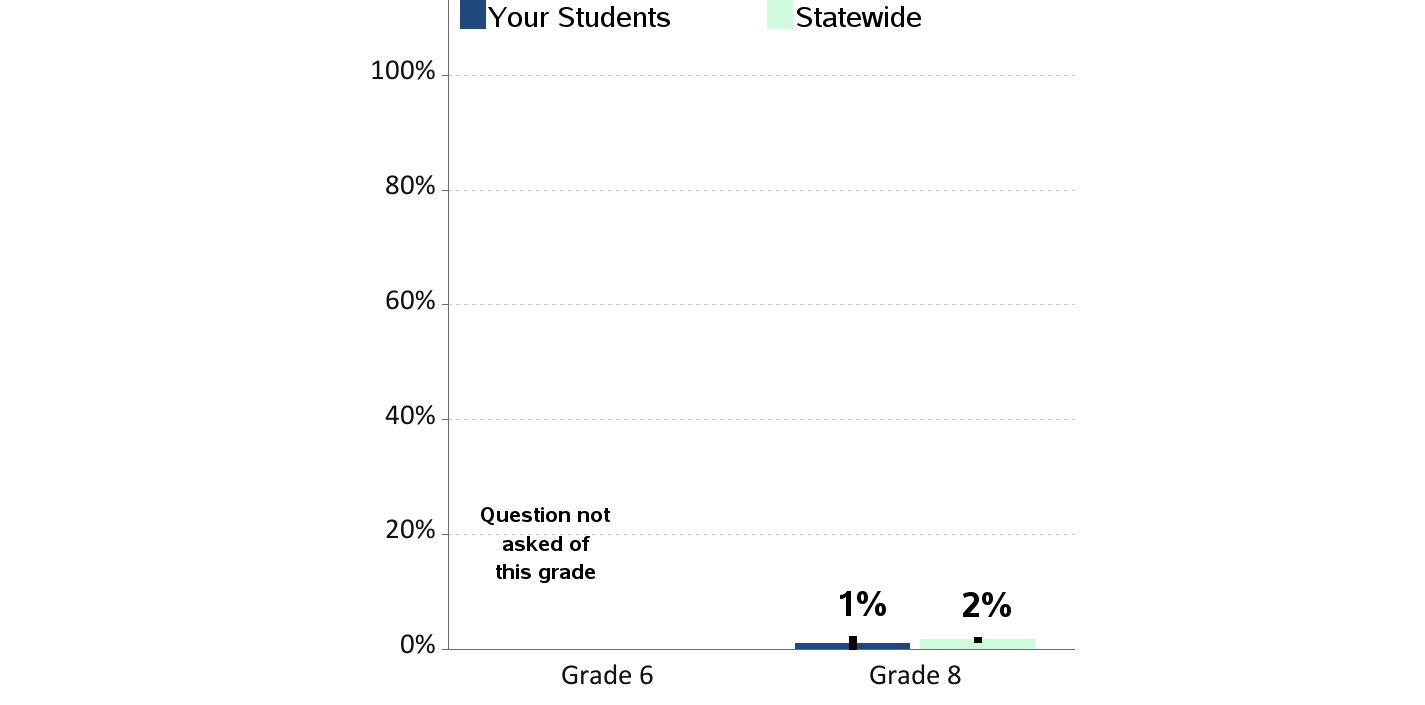 Your Students
Statewide
100%
80%
60%
40%
20%
0%
Question not
asked of
this grade
1%
2%
Grade 6
Grade 8